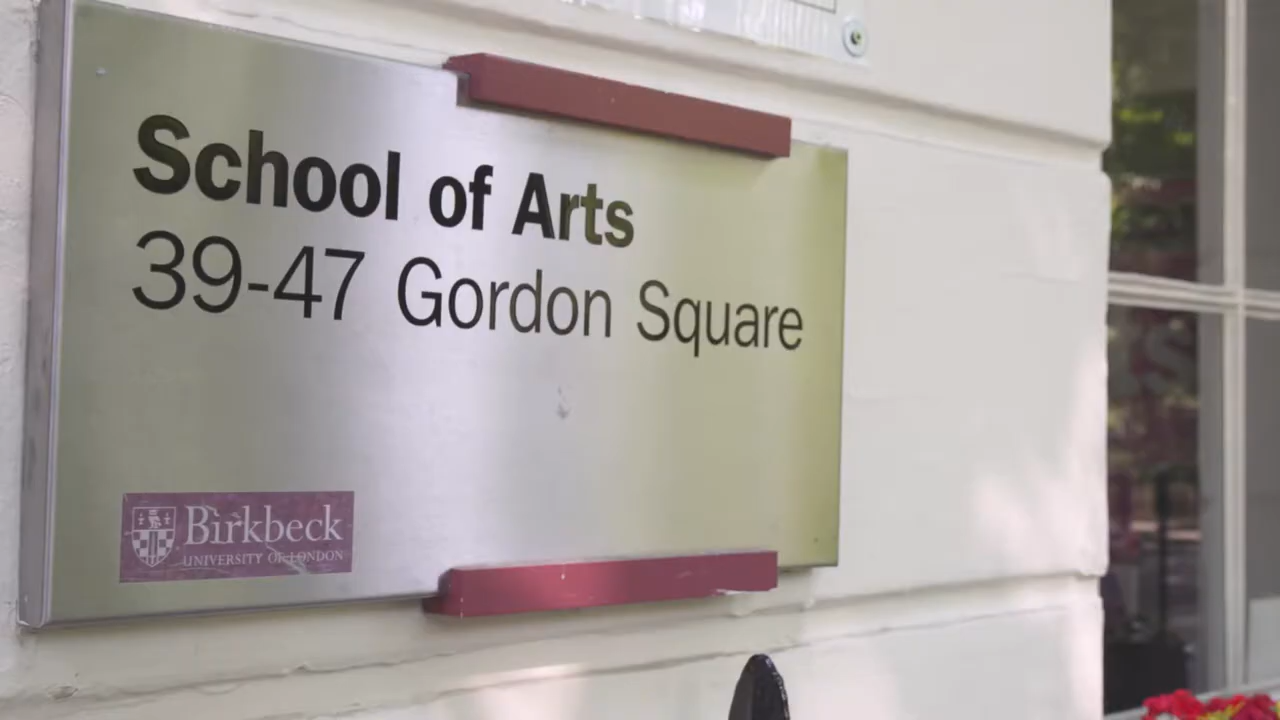 School of Arts
39-47 Gordon Square
Birkbeck
UNIVERSITY OF LONDON